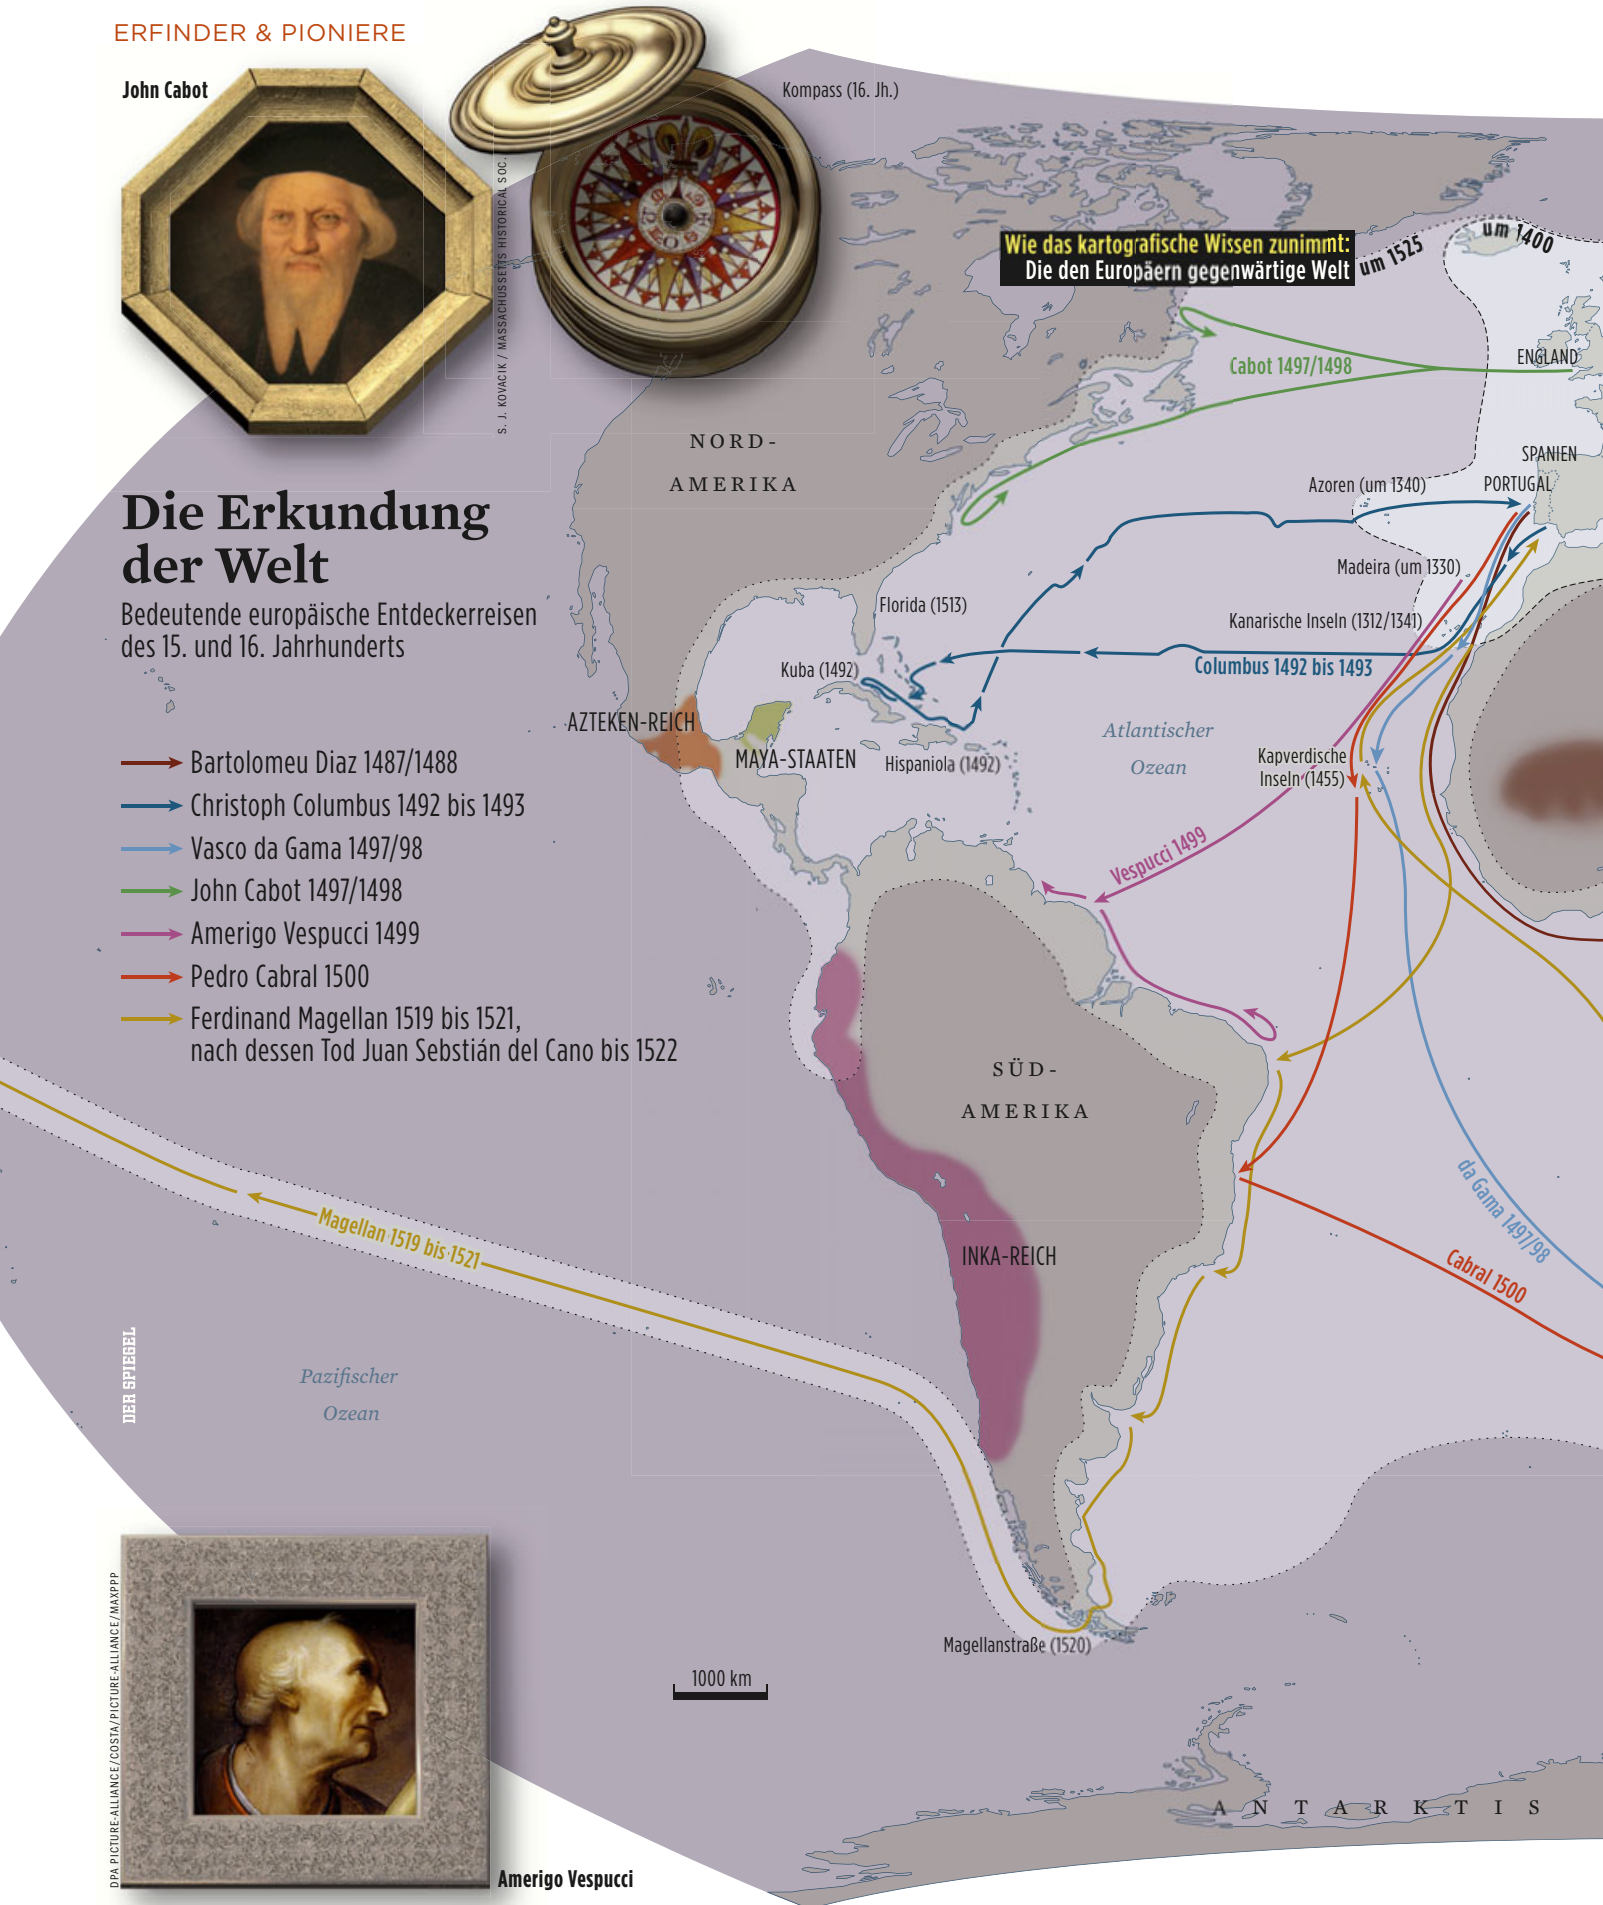 ERFINDER & PIONIERE
John Cabot
Kompass (16. Jh.)
S. J. KOVACIK / MASSACHUSSETTS HISTORICAL SOC.
Wie das kartografische Wissen zunimmt:
Die den Europäern gegenwärtige Welt
um 1525
um 1400
ENGLAND
Cabot 1497/1498
NORD-
AMERIKA
SPANIEN
PORTUGAL
Azoren (um 1340)
Die Erkundung
der Welt
Bedeutende europäische Entdeckerreisen
des 15. und 16. Jahrhunderts
Madeira (um 1330)
Florida (1513)
Kanarische Inseln (1312/1341)
Kuba (1492)
Columbus 1492 bis 1493
AZTEKEN-REICH
MAYA-STAATEN
Hispaniola (1492)
Atlantischer
Ozean
Kapverdische
Inseln (1455)
Bartolomeu Diaz 1487/1488
Christoph Columbus 1492 bis 1493
Vasco da Gama 1497/98
John Cabot 1497/1498
Amerigo Vespucci 1499
Pedro Cabral 1500
Ferdinand Magellan 1519 bis 1521,
nach dessen Tod Juan Sebstián del Cano bis 1522
Vespucci 1499
SÜD-
AMERIKA
da Gama 1497/98
Cabral 1500
Magellan 1519 bis 1521
INKA-REICH
DER SPIEGEL
Pazifischer
Ozean
Magellanstraße (1520)
1000 km
ANTARKTIS
DPA PICTURE-ALLIANCE/COSTA/PICTURE-ALLIANCE/MAXPPP
Amerigo Vespucci